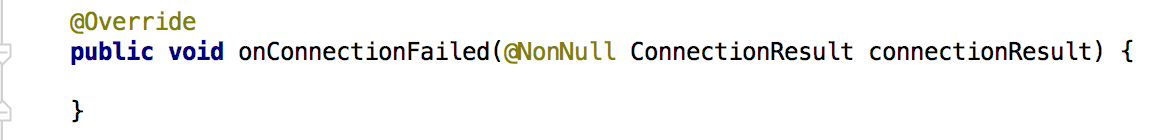 @Override
public void onConnectionFailed(@NonNull ConnectionResult connectionResult) {
}